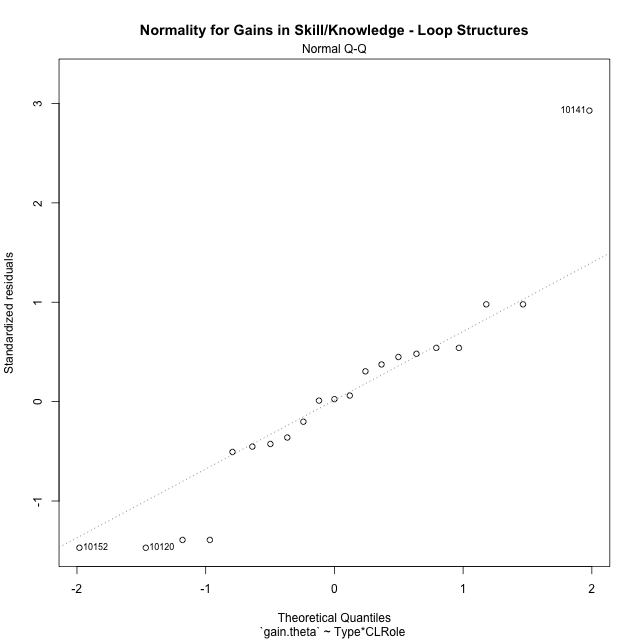 Normality for Gains in Skill/Knowledge - Loop Structures
Normal Q-Q
3
2
1
0
-1
Standardized residuals
10141
10152
10120
-2
-1
0
1
2
Theoretical Quantiles
`gain.theta` ~ Type*CLRole